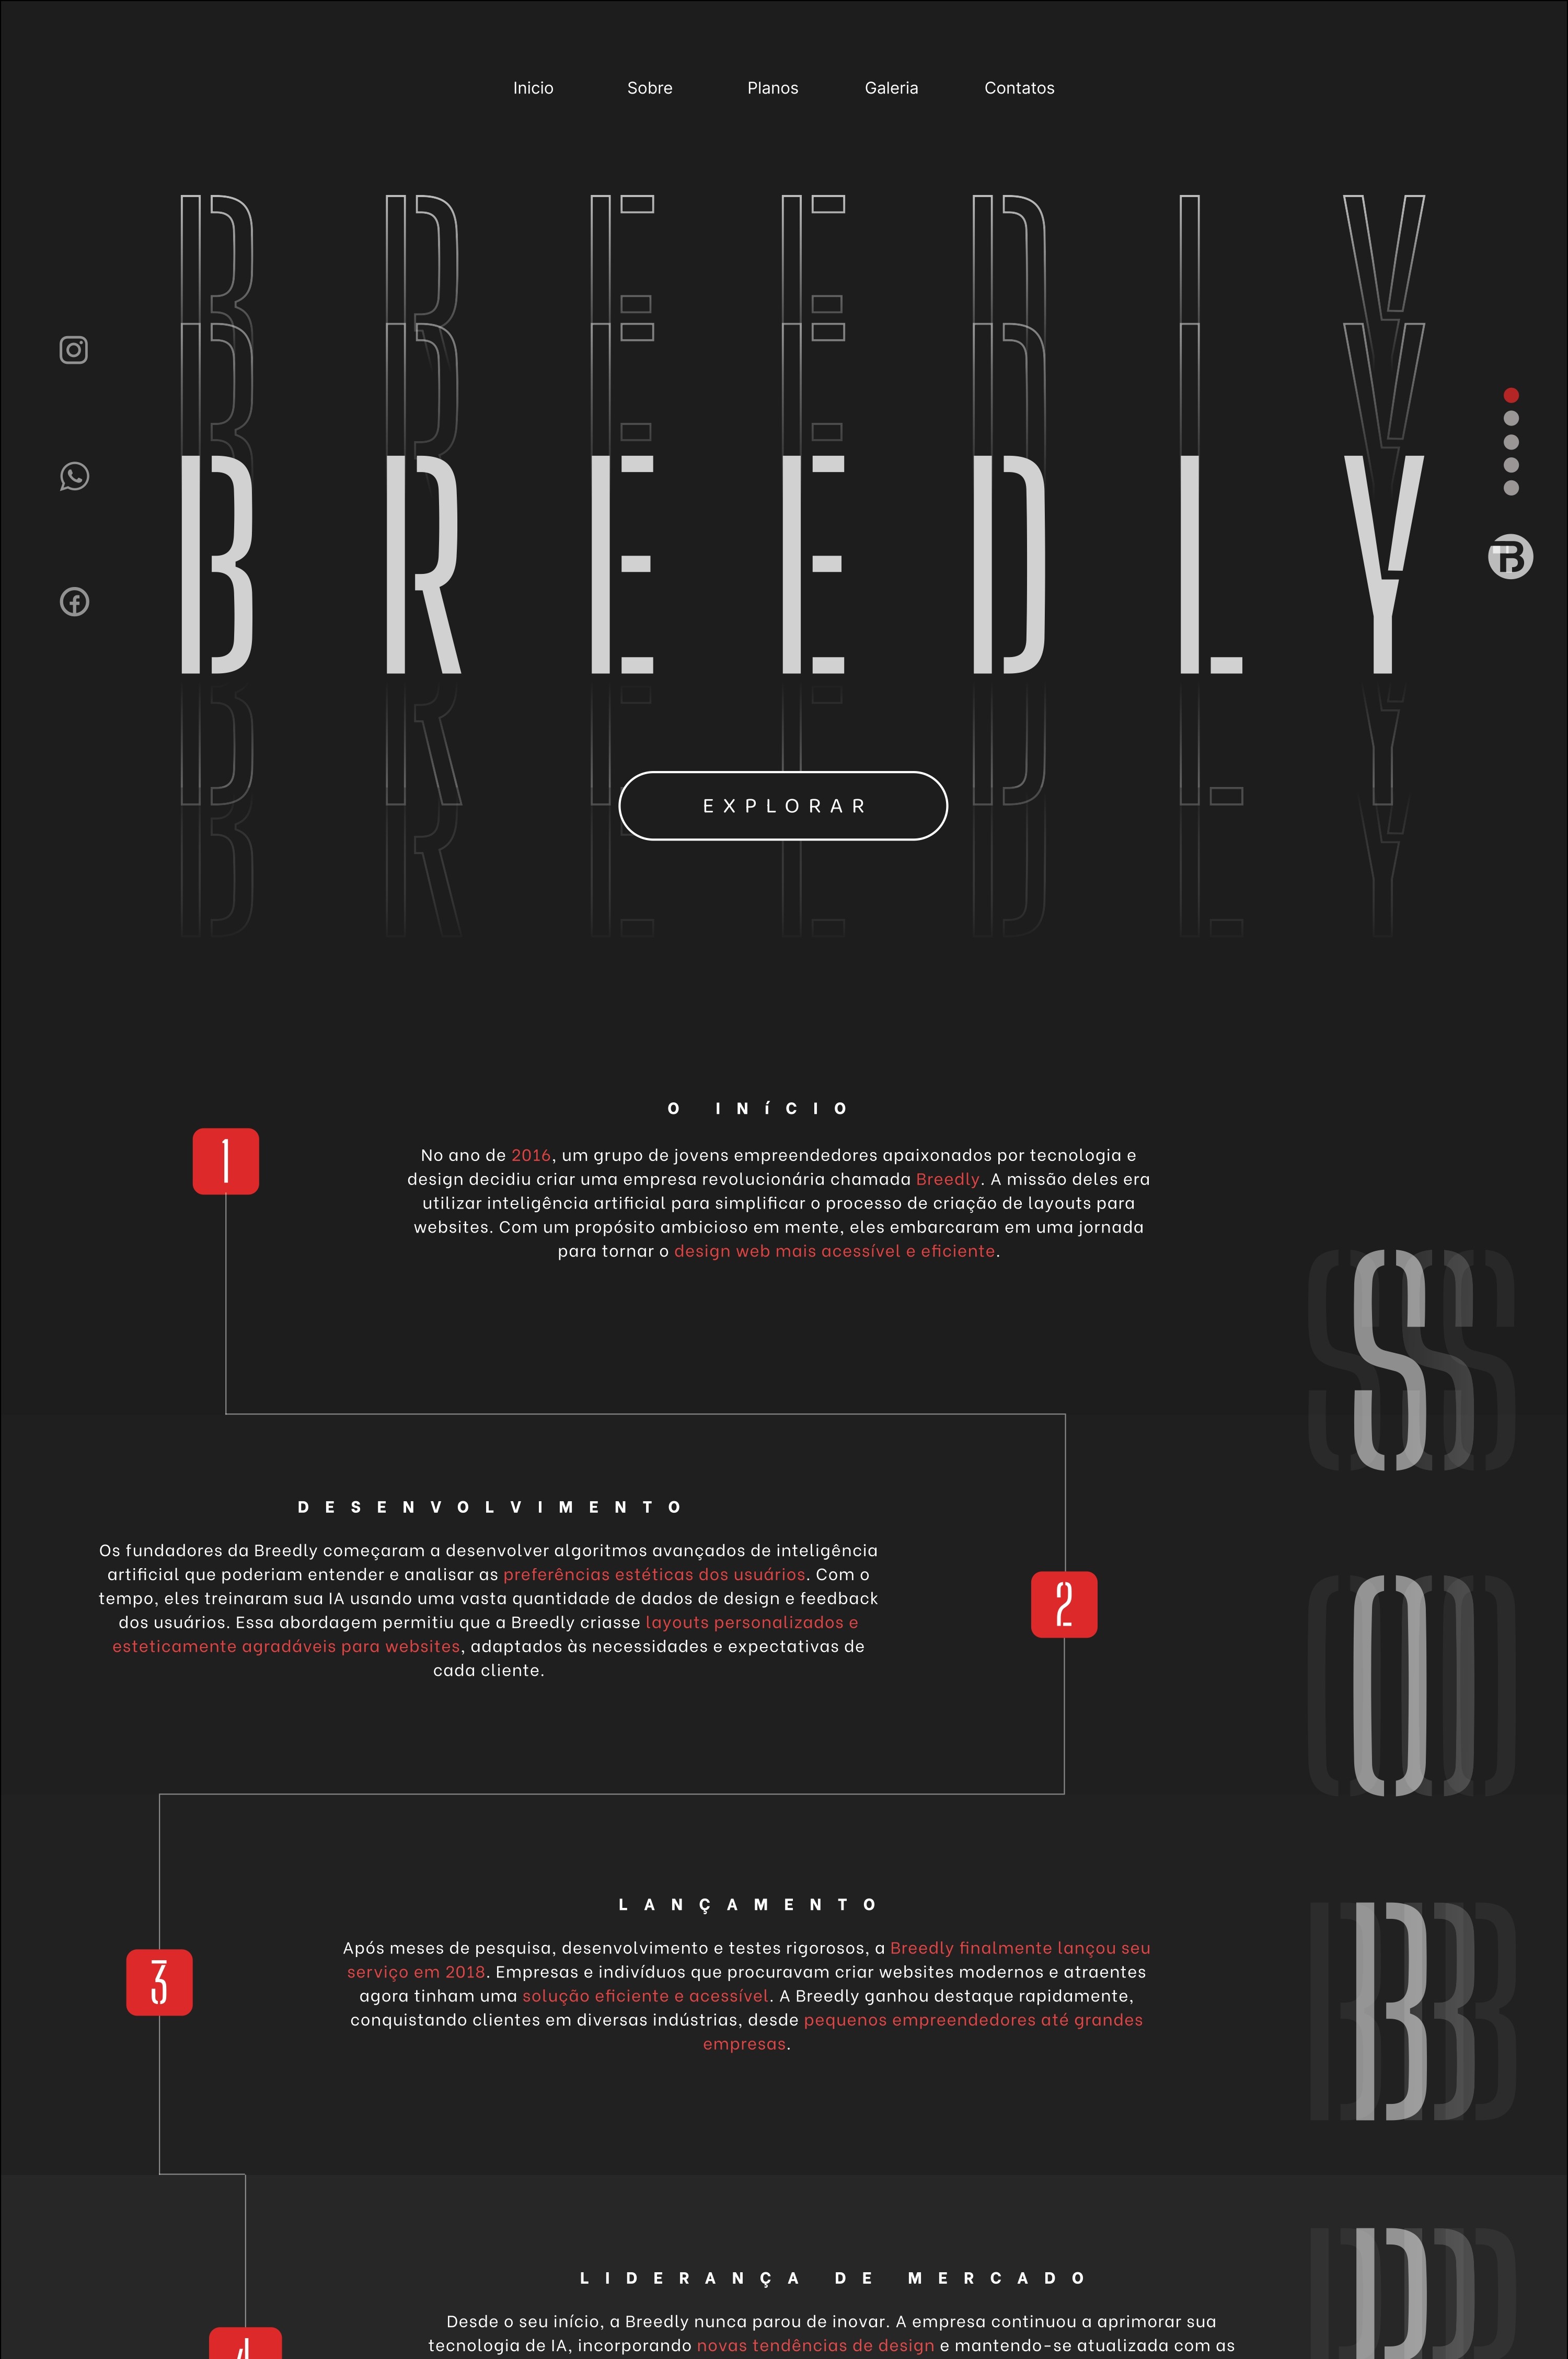 Inicio Sobre Planos Galeria Contatos
BREEDLY
EXPLORAR
O INíCIO
1
No ano de 2016, um grupo de jovens empreendedores apaixonados por tecnologia e
design decidiu criar uma empresa revolucionária chamada Breedly. A missão deles era
utilizar inteligência artificial para simplificar o processo de criação de layouts para
websites. Com um propósito ambicioso em mente, eles embarcaram em uma jornada
para tornar o design web mais acessível e eficiente.
S
DESENVOLVIMENTO
Os fundadores da Breedly começaram a desenvolver algoritmos avançados de inteligência
artificial que poderiam entender e analisar as preferências estéticas dos usuários. Com o
tempo, eles treinaram sua IA usando uma vasta quantidade de dados de design e feedback
dos usuários. Essa abordagem permitiu que a Breedly criasse layouts personalizados e
esteticamente agradáveis para websites, adaptados às necessidades e expectativas de
cada cliente.
2
O
LANÇAMENTO
3
Após meses de pesquisa, desenvolvimento e testes rigorosos, a Breedly finalmente lançou seu
serviço em 2018. Empresas e indivíduos que procuravam criar websites modernos e atraentes
agora tinham uma solução eficiente e acessível. A Breedly ganhou destaque rapidamente,
conquistando clientes em diversas indústrias, desde pequenos empreendedores até grandes
empresas.
B
LIDERANÇA DE MERCADO
4
Desde o seu início, a Breedly nunca parou de inovar. A empresa continuou a aprimorar sua
tecnologia de IA, incorporando novas tendências de design e mantendo-se atualizada com as